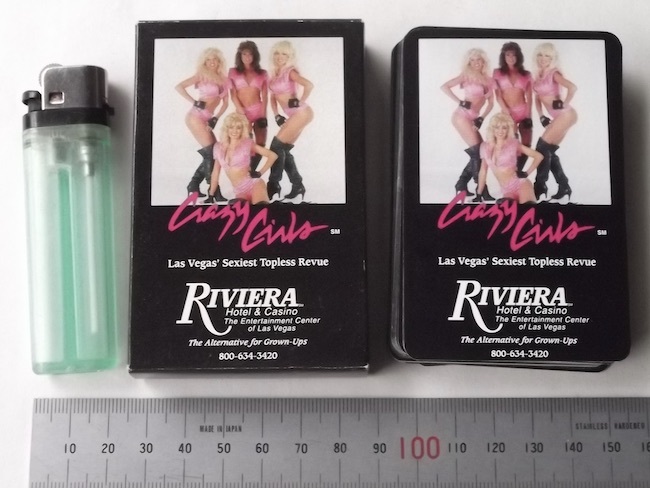 Crazy Girls SM
Las Vegas' Sexiest Topless Revue
RIVIERA
Hotel & Casino
The Entertainment Center
of Las Vegas
The Alternative for Grown-Ups
800-634-3420
Crazy Girls SM
Las Vegas' Sexiest Topless Revue
RIVIERA
Hotel & Casino
The Entertainment Center
of Las Vegas
The Alternative for Grown-Ups
800-634-3420
MADE IN JAPAN STAINLESS HARDENED
10 20 30 40 50 60 70 80 90 100 110 120 130 140 150